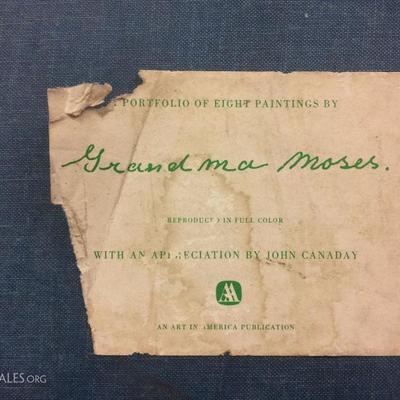 PORTFOLIO OF EIGHT PAINTINGS BY
Grandma Moses.
REPRODUCED IN FULL COLOR
WITH AN APPRECIATION BY JOHN CANADAY
AN ART IN AMERICA PUBLICATION
ALES.ORG